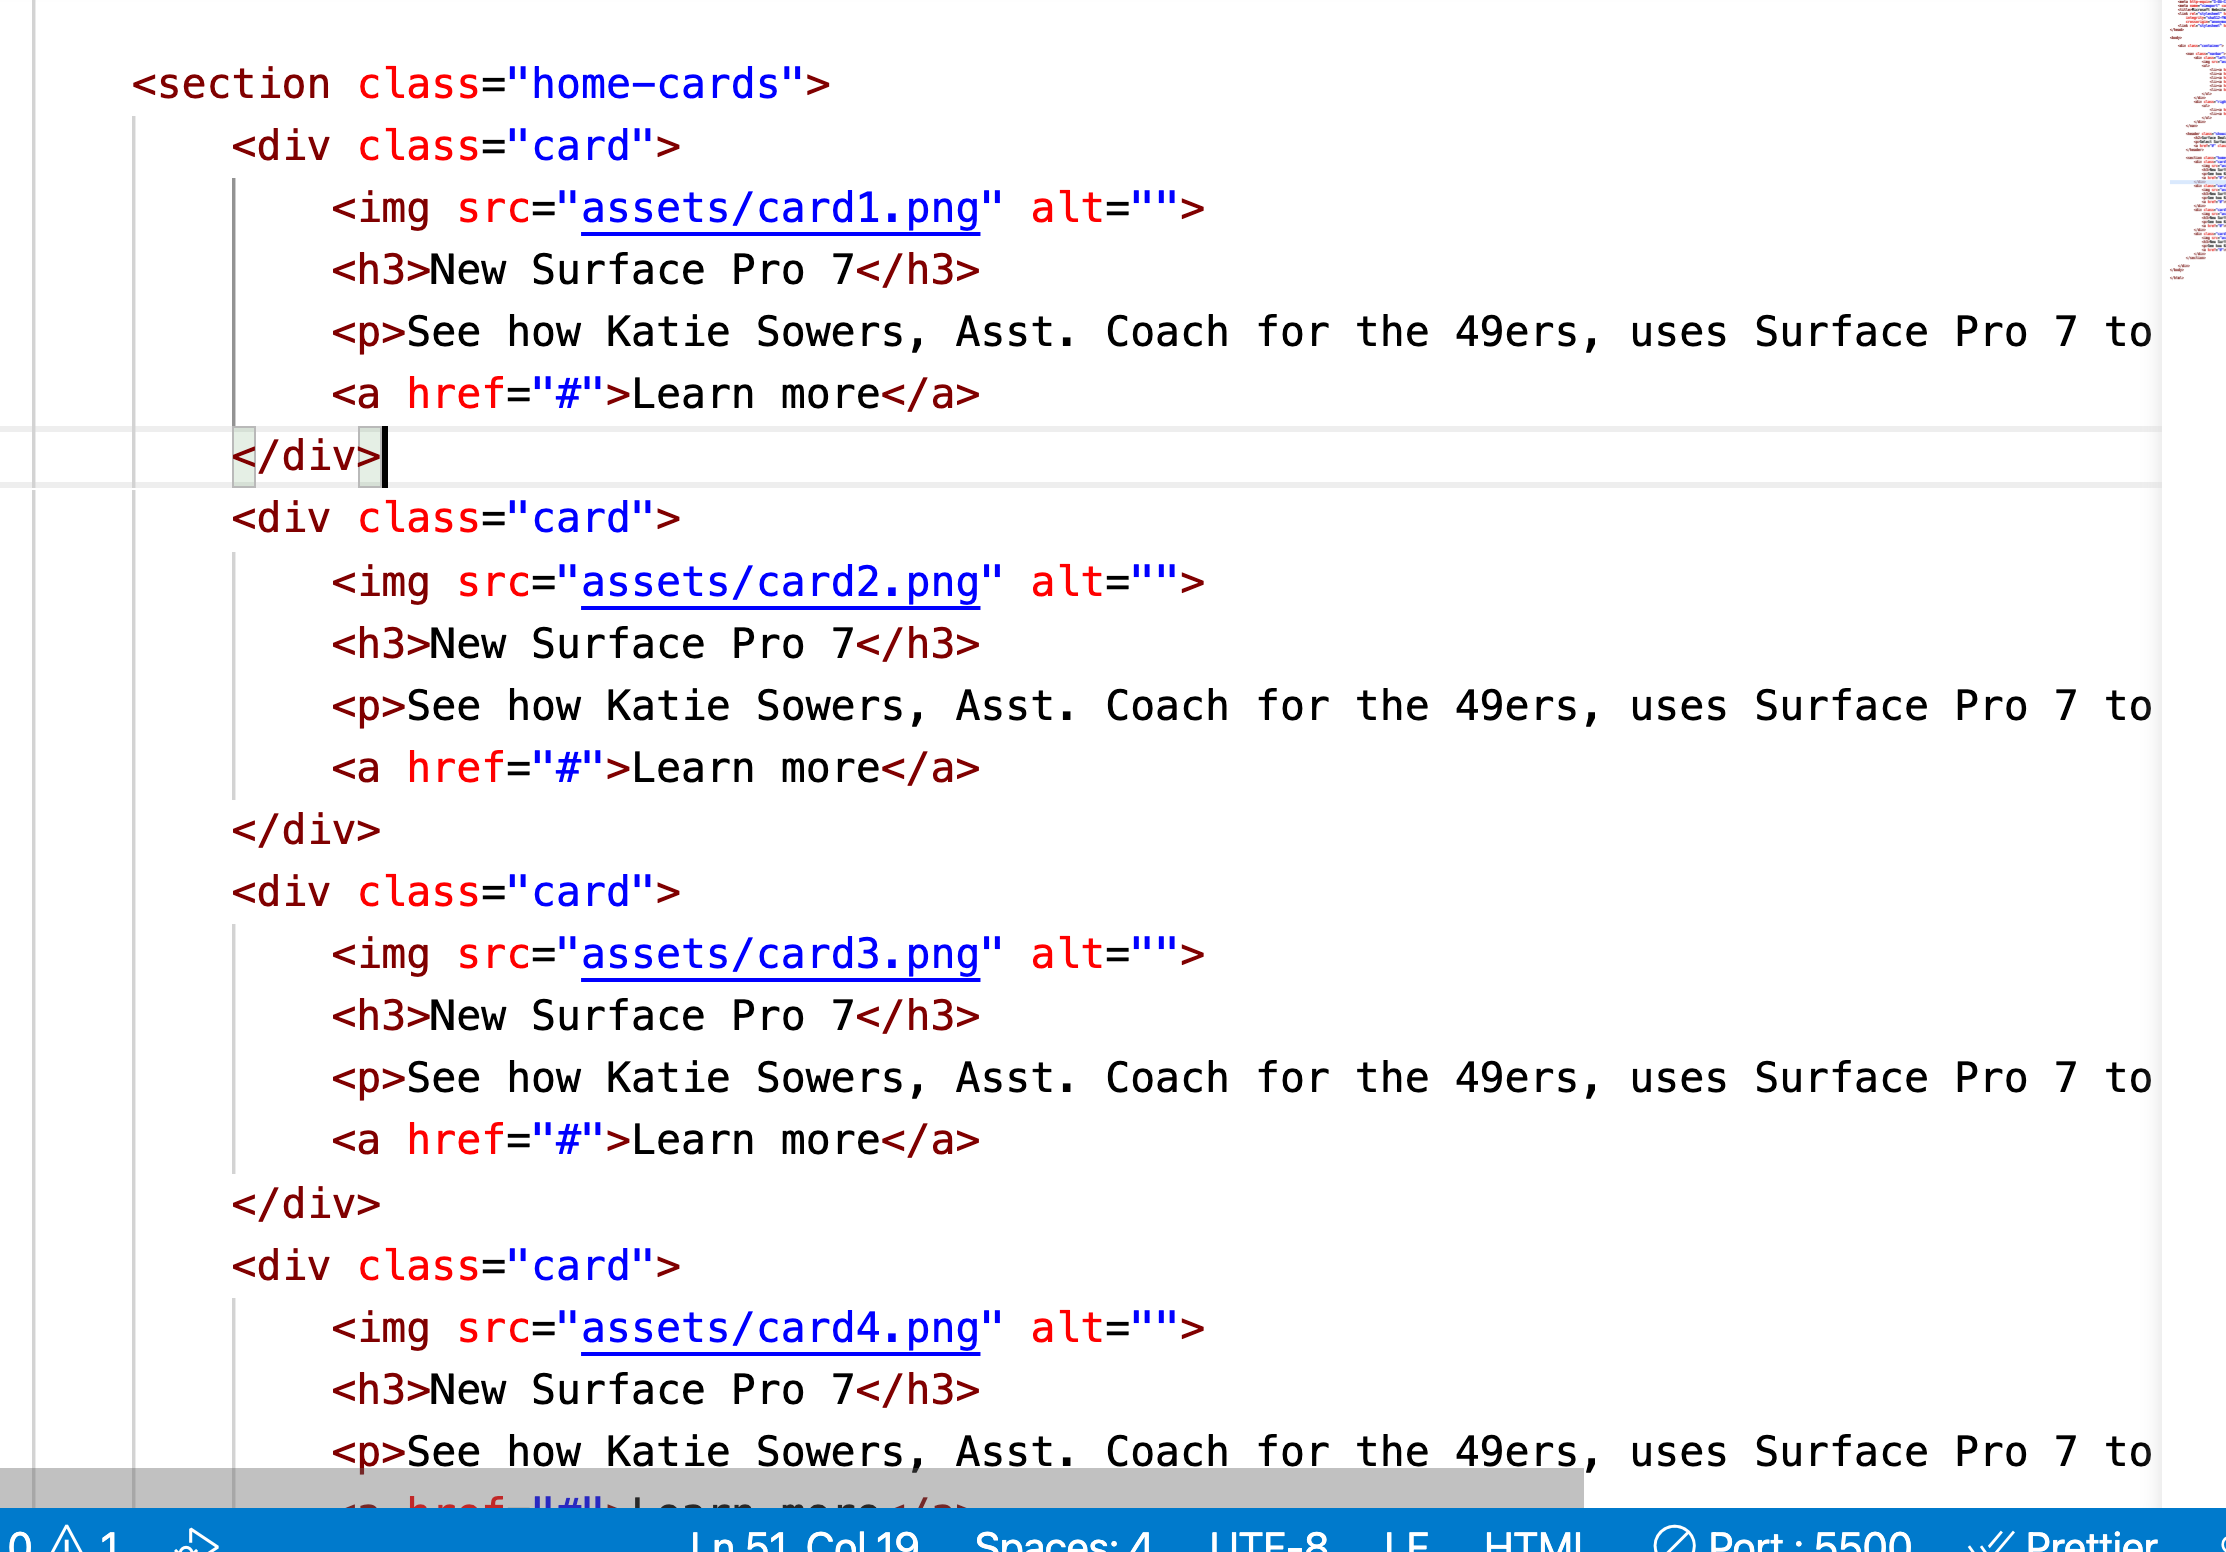 <section class="home-cards">
<div class="card">
<img src="assets/card1.png" alt="">
<h3>New Surface Pro 7</h3>
<p>See how Katie Sowers, Asst. Coach for the 49ers, uses Surface Pro 7 to
<a href="#">Learn more</a>
</div>
<div class="card">
<img src="assets/card2.png" alt="">
<h3>New Surface Pro 7</h3>
<p>See how Katie Sowers, Asst. Coach for the 49ers, uses Surface Pro 7 to
<a href="#">Learn more</a>
</div>
<div class="card">
<img src="assets/card3.png" alt="">
<h3>New Surface Pro 7</h3>
<p>See how Katie Sowers, Asst. Coach for the 49ers, uses Surface Pro 7 to
<a href="#">Learn more</a>
</div>
<div class="card">
<img src="assets/card4.png" alt="">
<h3>New Surface Pro 7</h3>
<p>See how Katie Sowers, Asst. Coach for the 49ers, uses Surface Pro 7 to
<a href="#">Learn more</a>
0 1 Ln 51, Col 19 Spaces: 4 UTF-8 LF HTML Port : 5500 Prettier